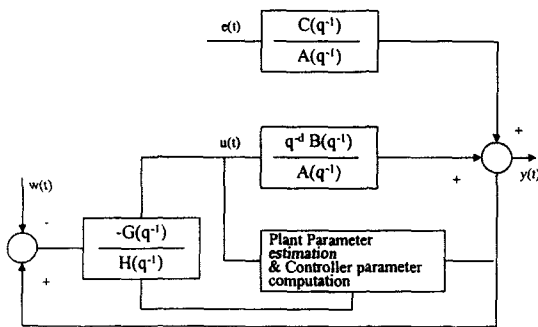 e(t)
C(q⁻¹)
A(q⁻¹)
+
u(t)
q⁻ᵈ B(q⁻¹)
A(q⁻¹)
+
y(t)
w(t)
-
-G(q⁻¹)
H(q⁻¹)
+
Plant Parameter
estimation
& Controller parameter
computation